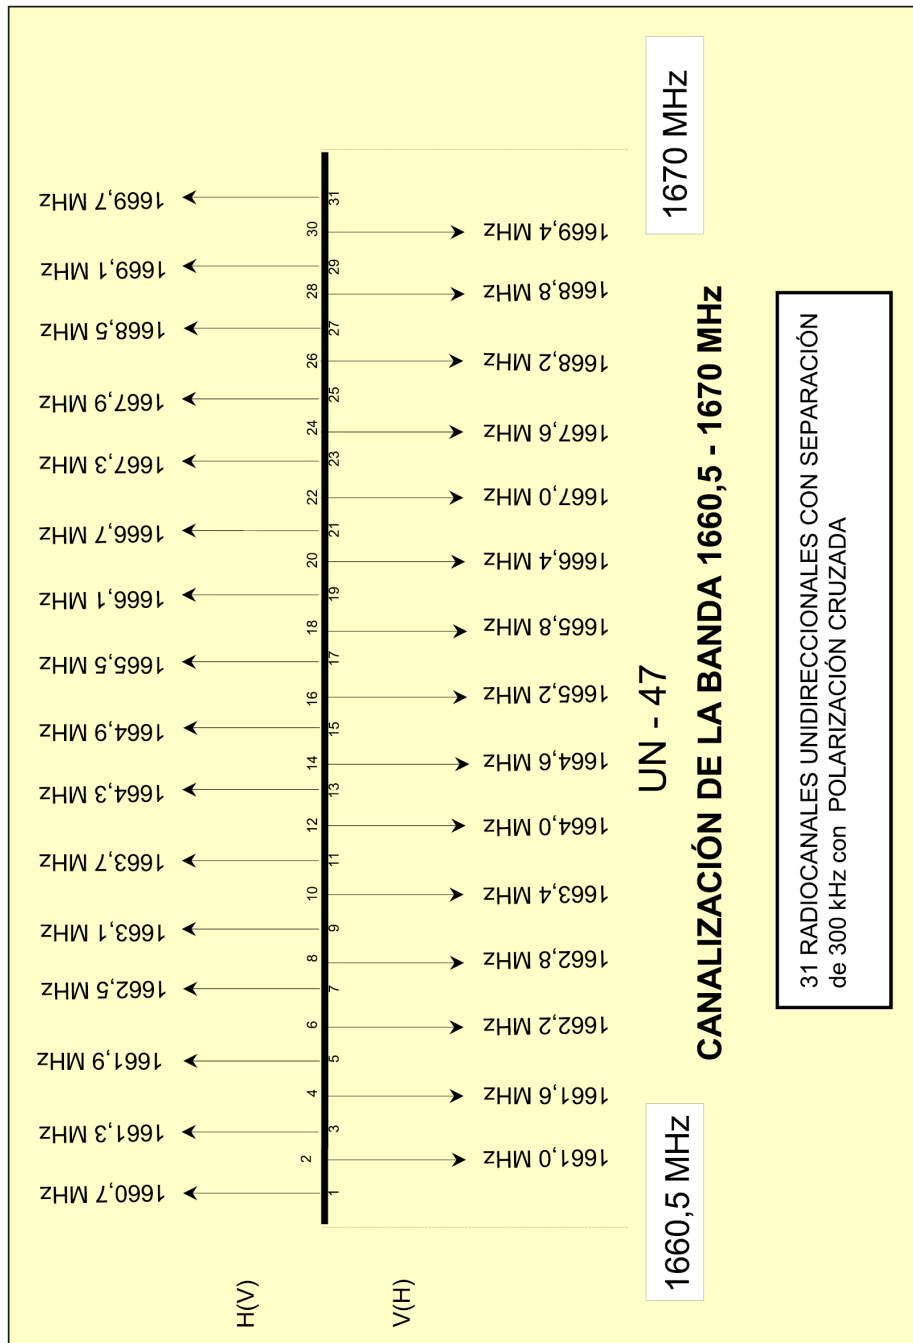 H(V)
1660,7 MHz
1661,3 MHz
1661,9 MHz
1662,5 MHz
1663,1 MHz
1663,7 MHz
1664,3 MHz
1664,9 MHz
1665,5 MHz
1666,1 MHz
1666,7 MHz
1667,3 MHz
1667,9 MHz
1668,5 MHz
1669,1 MHz
1669,7 MHz
2
4
6
8
10
12
14
16
18
20
22
24
26
28
30
1
3
5
7
9
11
13
15
17
19
21
23
25
27
29
31
V(H)
1661,0 MHz
1661,6 MHz
1662,2 MHz
1662,8 MHz
1663,4 MHz
1664,0 MHz
1664,6 MHz
1665,2 MHz
1665,8 MHz
1666,4 MHz
1667,0 MHz
1667,6 MHz
1668,2 MHz
1668,8 MHz
1669,4 MHz
1660,5 MHz
UN - 47
1670 MHz
CANALIZACIÓN DE LA BANDA 1660,5 - 1670 MHz
31 RADIOCANALES UNIDIRECCIONALES CON SEPARACIÓN
de 300 kHz con POLARIZACIÓN CRUZADA